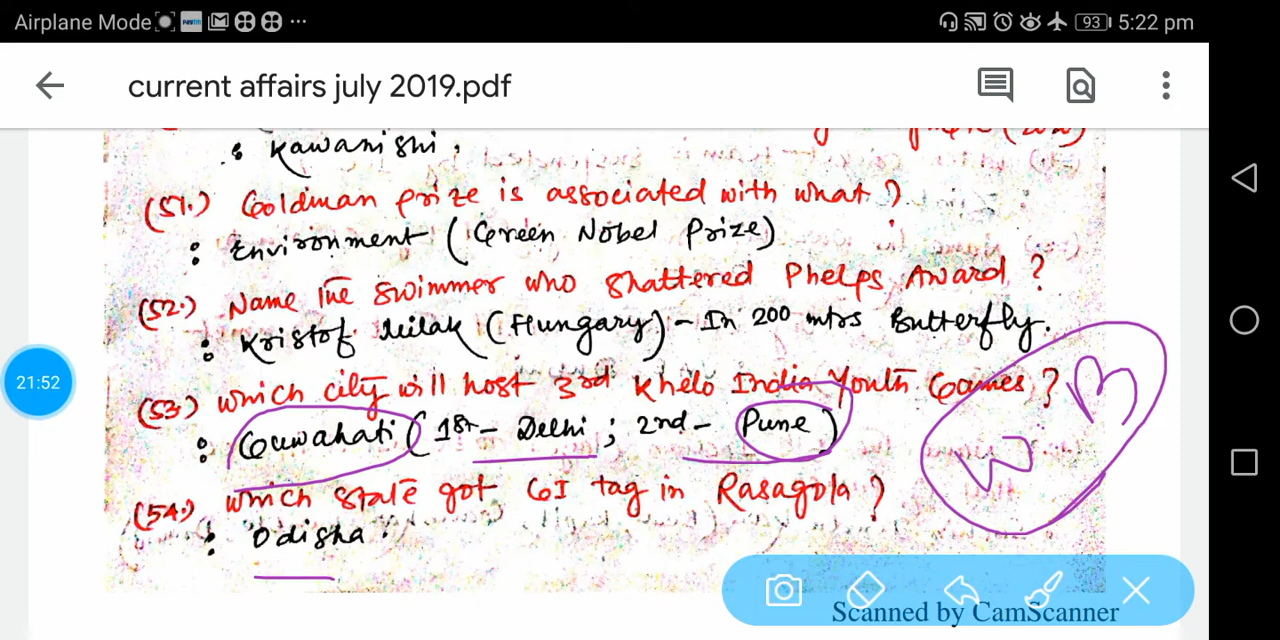 Airplane Mode Paytm ... 93 5:22 pm
current affairs july 2019.pdf
: Kawanishi.
(51.) Goldman prize is associated with what ?
: Environment (Green Nobel Prize)
(52.) Name the swimmer who shattered Phelps Award ?
: Kristof Milak (Hungary) - In 200 mtrs Butterfly.
21:52
(53.) which city will host 3rd Khelo India Youth Games ?
: Guwahati (1st - Delhi ; 2nd - Pune)
W B
(54.) which state got GI tag in Rasagola ?
: Odisha.
Scanned by CamScanner